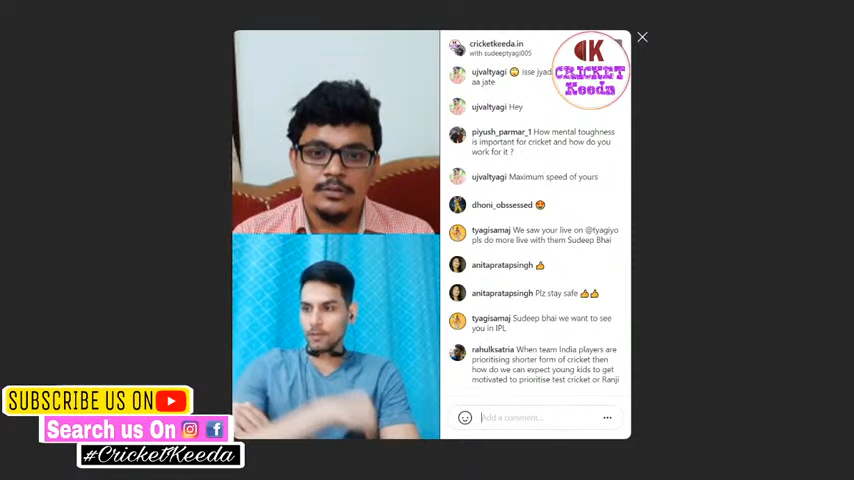 cricketkeeda.in
with sudeeptyagi005
CK
CRICKET
Keeda
ujvaltyagi 😳 isse jyad
aa jate
ujvaltyagi Hey
piyush_parmar_1 How mental toughness
is important for cricket and how do you
work for it ?
ujvaltyagi Maximum speed of yours
dhoni_obssessed 🤩
tyagisamaj We saw your live on @tyagiyo
pls do more live with them Sudeep Bhai
anitapratapsingh 👍
anitapratapsingh Plz stay safe 👍👍
tyagisamaj Sudeep bhai we want to see
you in IPL
rahulksatria When team India players are
prioritising shorter form of cricket then
how do we can expect young kids to get
motivated to prioritise test cricket or Ranji
Add a comment...
SUBSCRIBE US ON
Search us On
#CricketKeeda